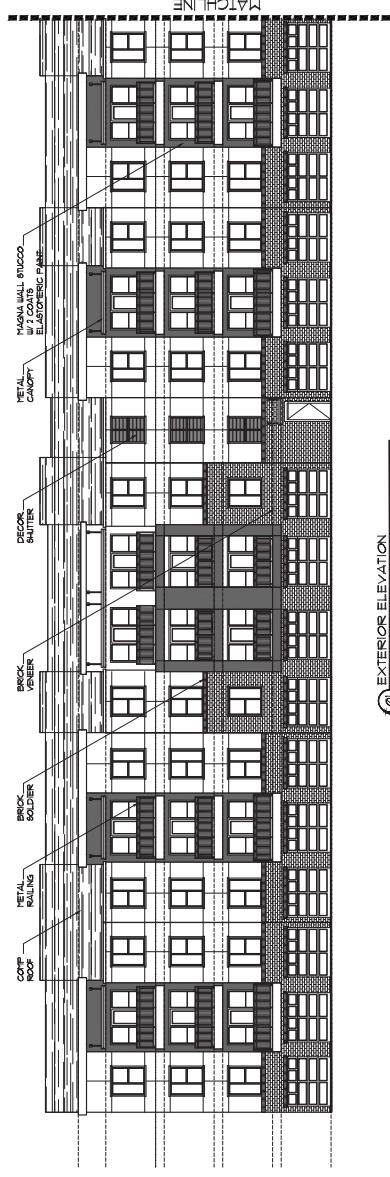 COMP
ROOF
METAL
RAILING
BRICK
SOLDIER
BRICK
VENEER
DECOR
SHUTTER
METAL
CANOPY
MAGNA WALL STUCCO
W/ 2 COATS
ELASTOMERIC PAINT
MATCHLINE
EXTERIOR ELEVATION